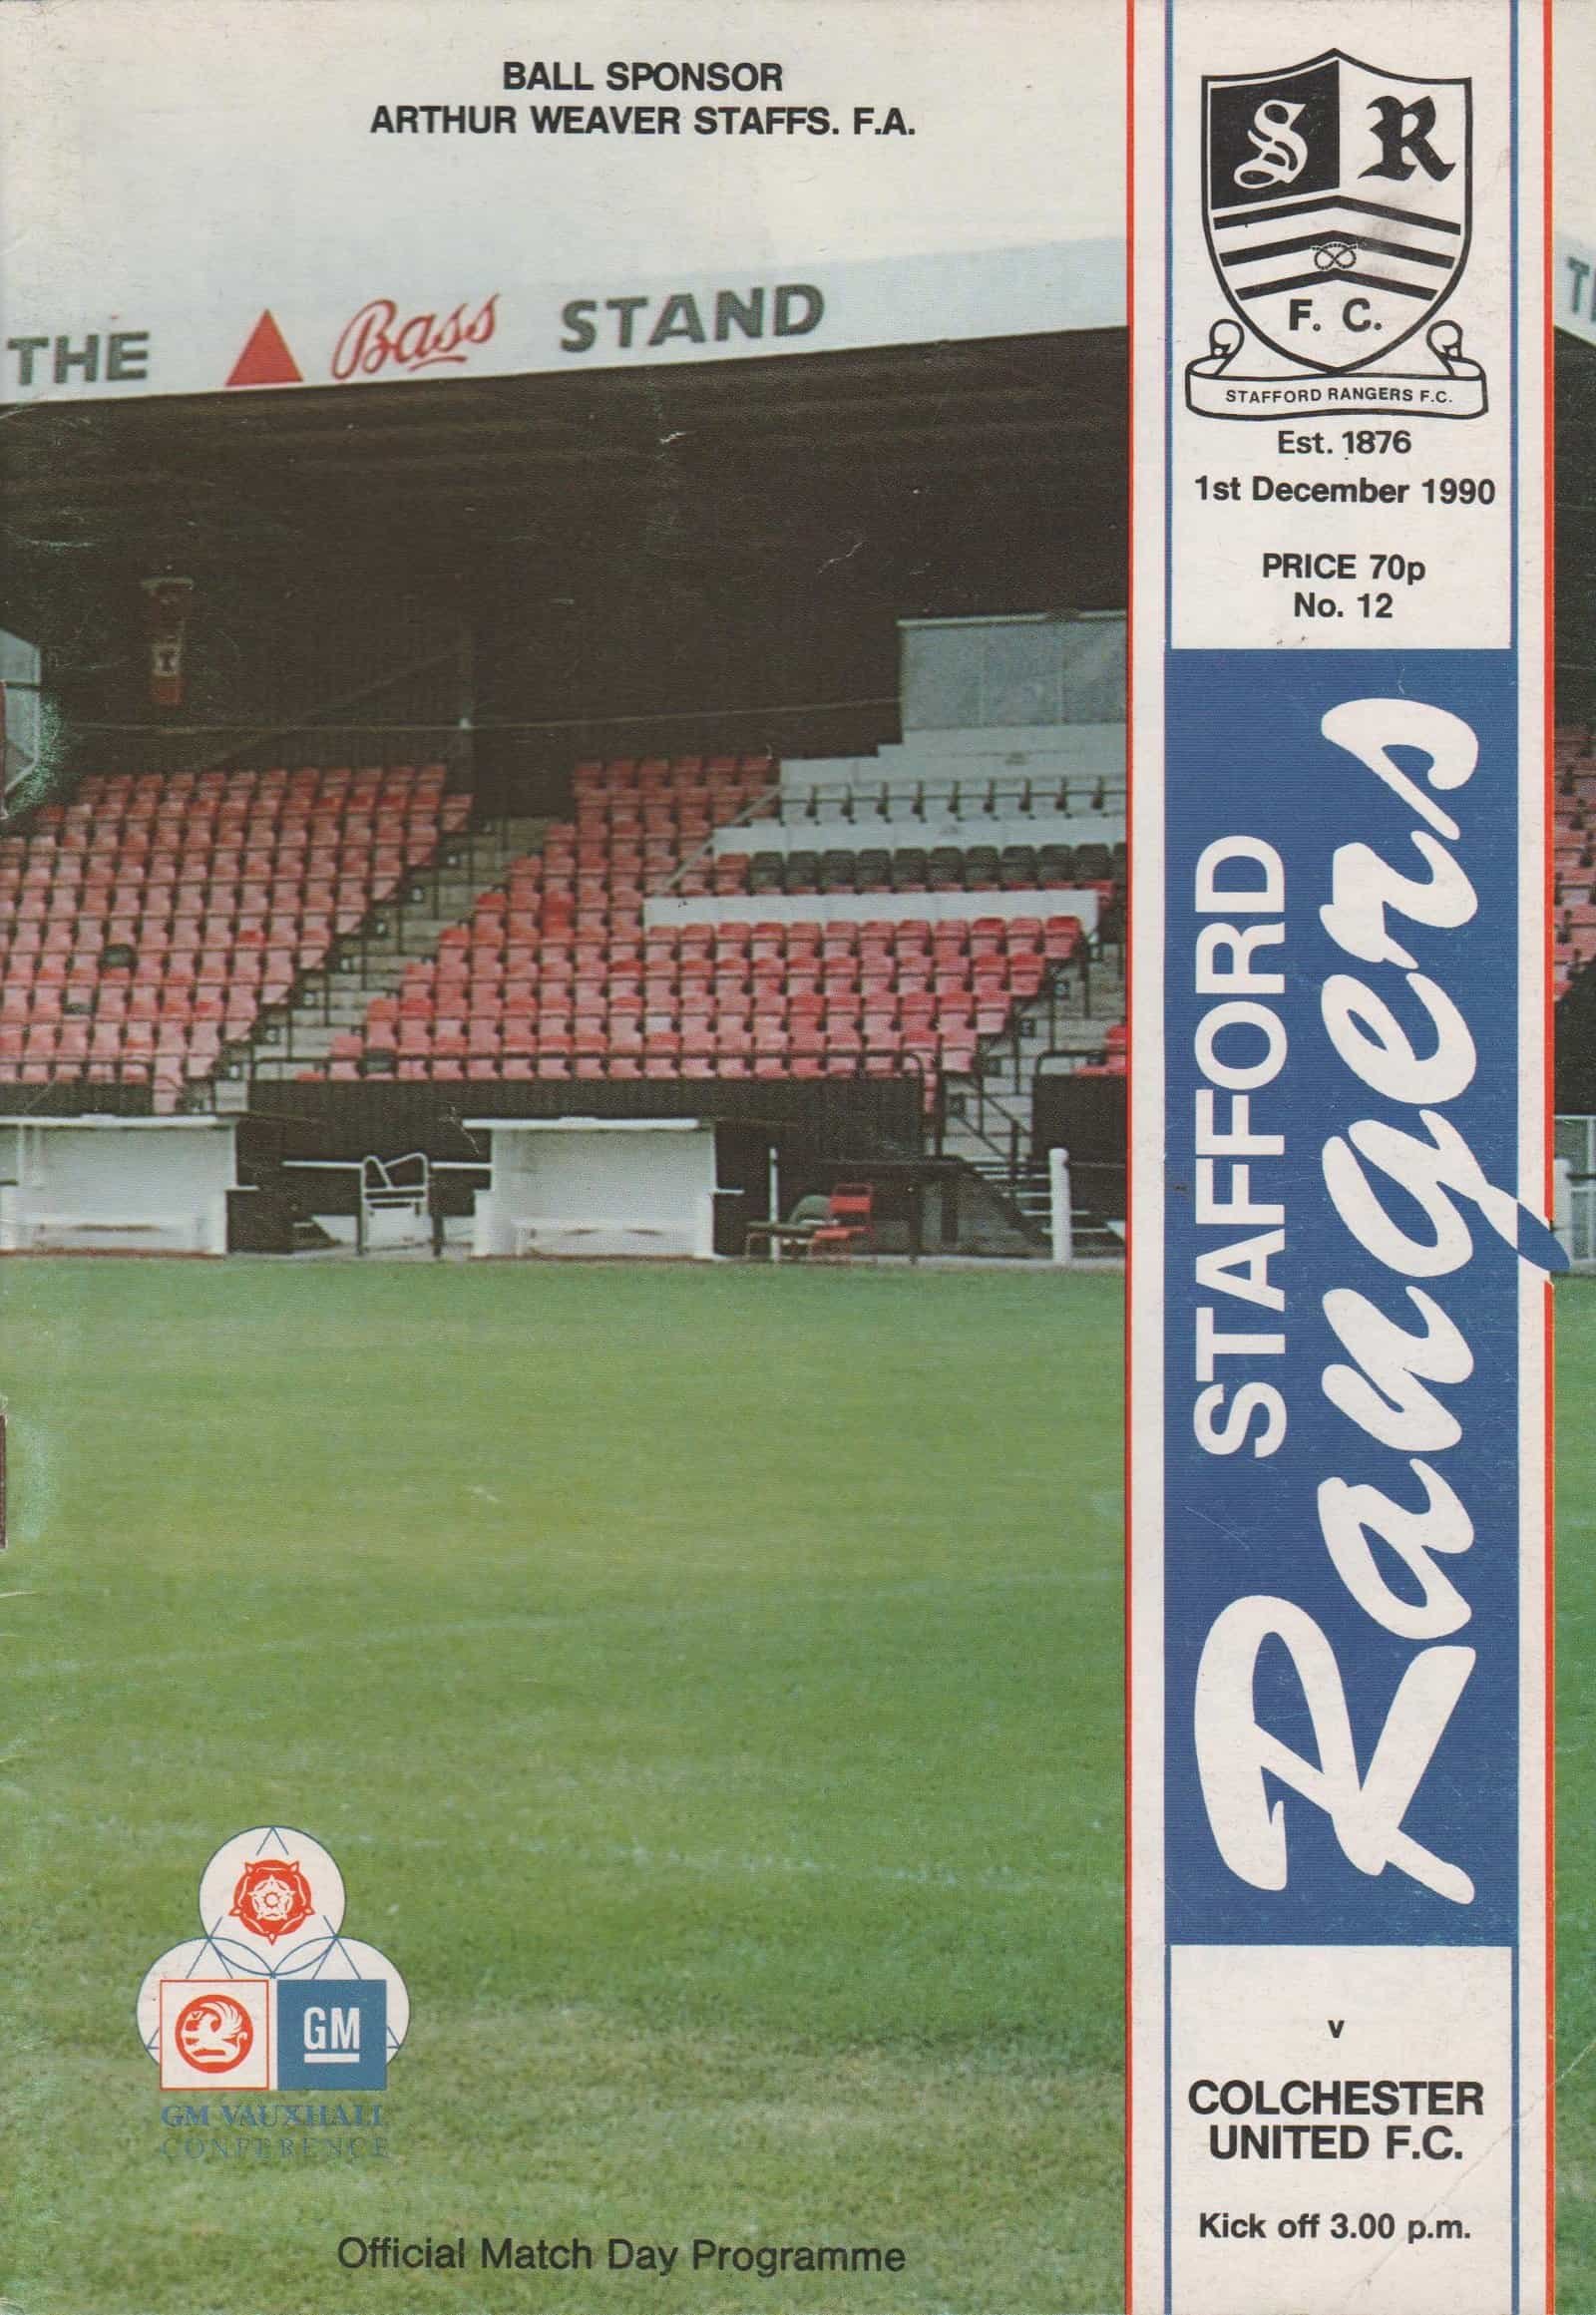 BALL SPONSOR
ARTHUR WEAVER STAFFS. F.A.
THE Bass STAND
S R
F. C.
STAFFORD RANGERS F.C.
Est. 1876
1st December 1990
PRICE 70p
No. 12
STAFFORD
Rangers
GM
GM VAUXHALL
CONFERENCE
v
COLCHESTER
UNITED F.C.
Kick off 3.00 p.m.
Official Match Day Programme